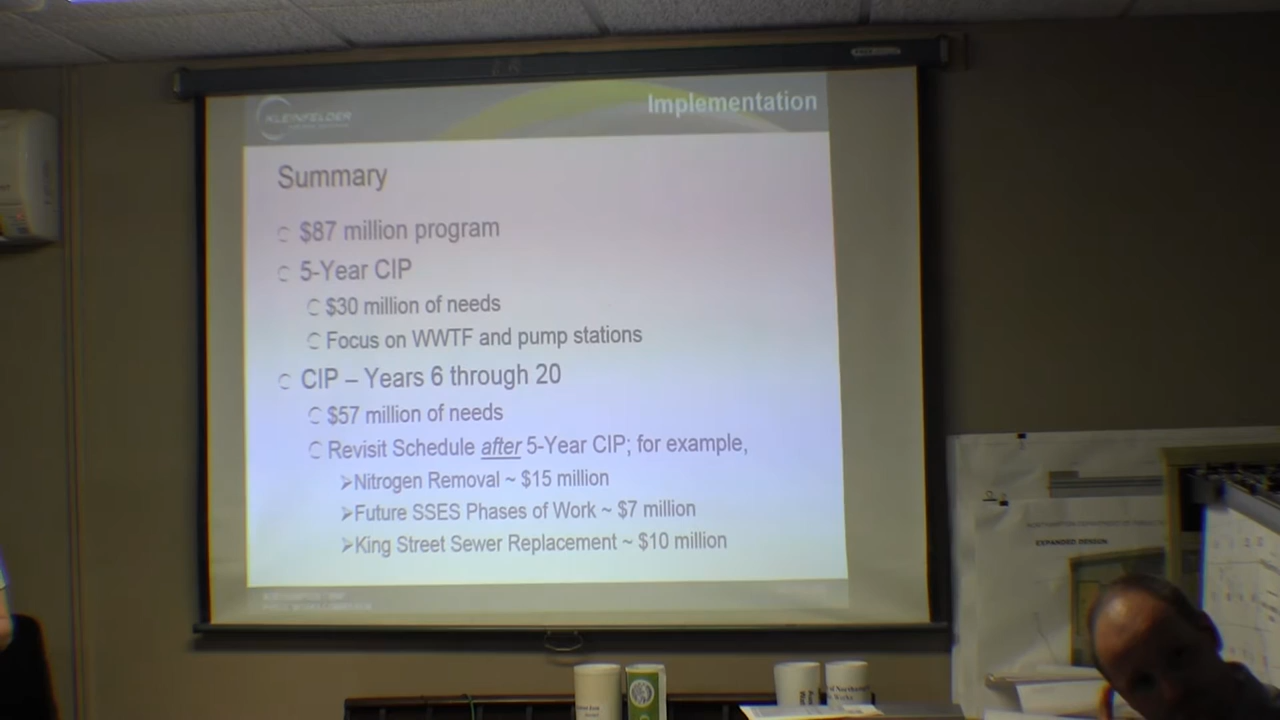 KLEINFELDER
Implementation
Summary
$87 million program
5-Year CIP
$30 million of needs
Focus on WWTF and pump stations
CIP – Years 6 through 20
$57 million of needs
Revisit Schedule after 5-Year CIP; for example,
Nitrogen Removal ~ $15 million
Future SSES Phases of Work ~ $7 million
King Street Sewer Replacement ~ $10 million
EXPANDED